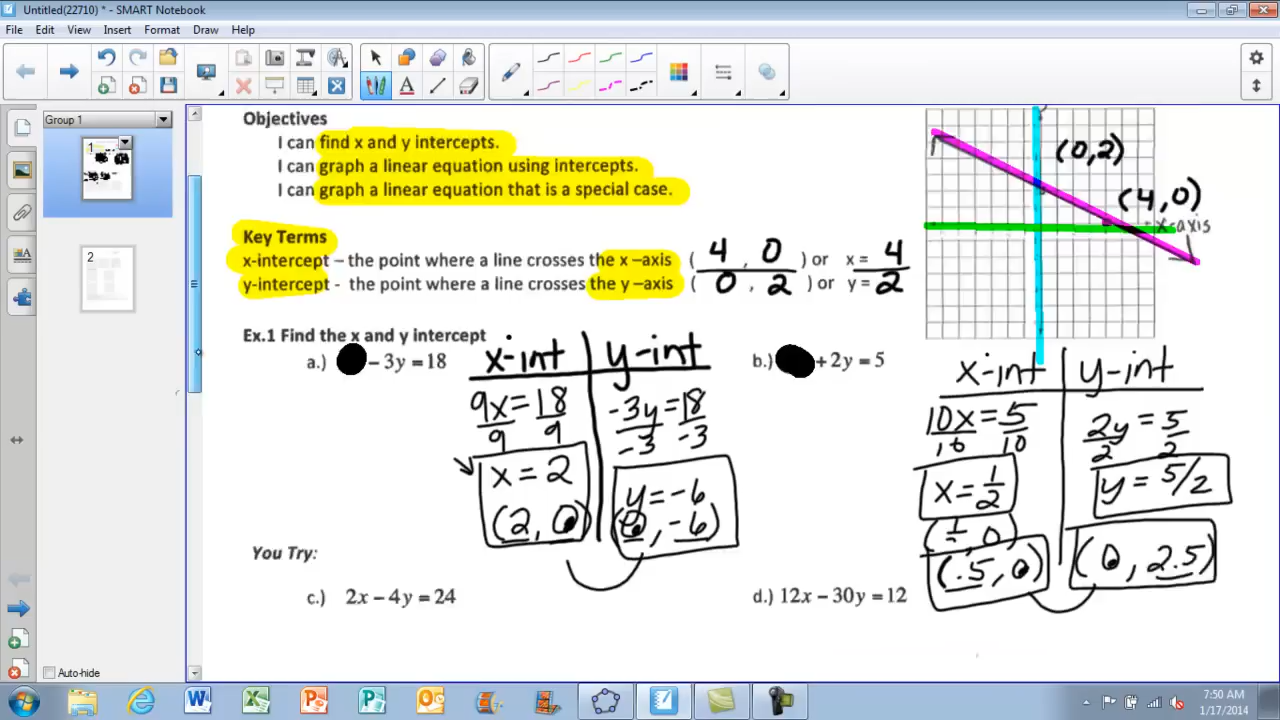 Untitled(22710) * - SMART Notebook
File Edit View Insert Format Draw Help
Group 1
1
2
Auto-hide
Objectives
I can find x and y intercepts.
I can graph a linear equation using intercepts.
I can graph a linear equation that is a special case.
(0,2)
(4,0)
x-axis
Key Terms
x-intercept – the point where a line crosses the x –axis ( 4 , 0 ) or x = 4
y-intercept - the point where a line crosses the y –axis ( 0 , 2 ) or y = 2
Ex.1 Find the x and y intercept
a.) – 3y = 18
x-int y-int
9x = 18 -3y = 18
9 9 -3 -3
x = 2 y = -6
(2, 0) (0, -6)
b.) + 2y = 5
x-int y-int
10x = 5 2y = 5
10 10 2 2
x = 1/2 y = 5/2
(.5, 0) (0, 2.5)
You Try:
c.) 2x – 4y = 24
d.) 12x – 30y = 12
7:50 AM
1/17/2014